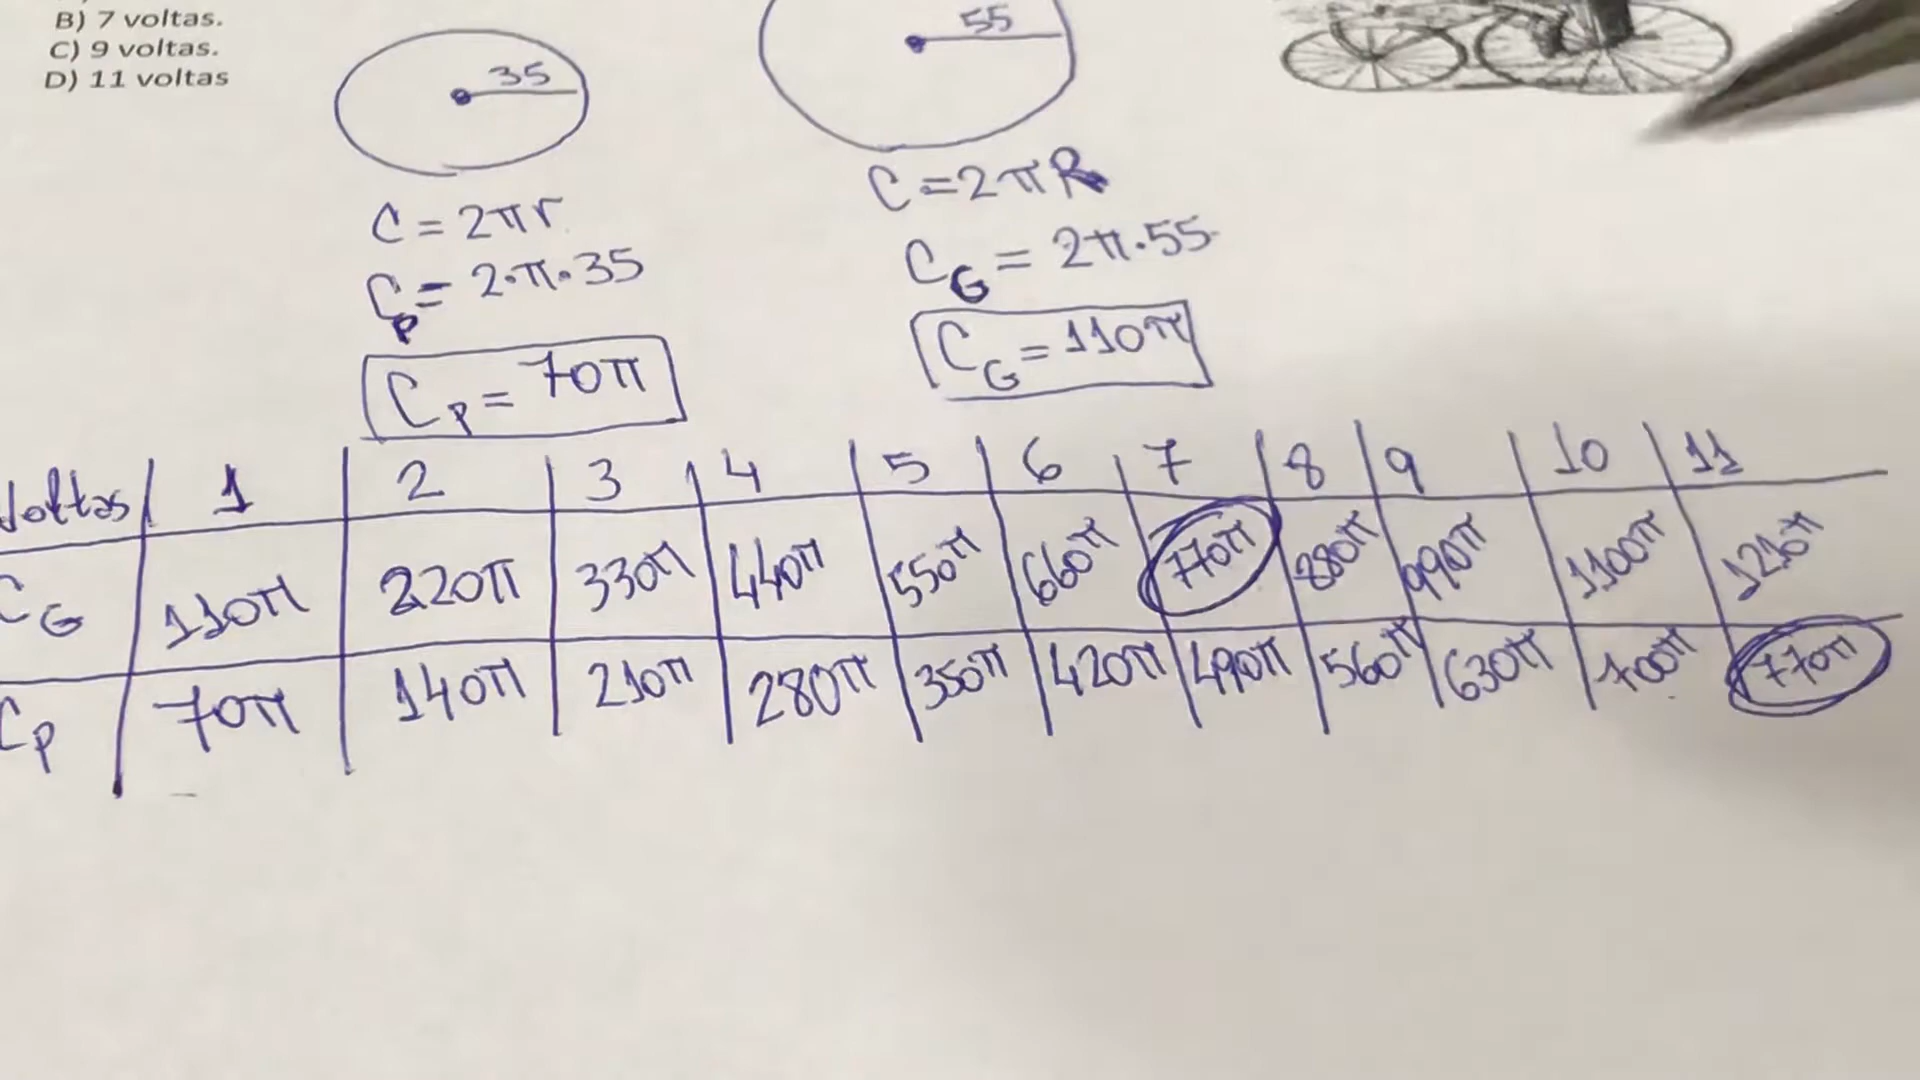 B) 7 voltas.
C) 9 voltas.
D) 11 voltas
35
55
C = 2πr
C = 2πR
Cp = 2·π·35
CG = 2π·55
Cp = 70π
CG = 110π
Voltas 1 2 3 4 5 6 7 8 9 10 11
CG 110π 220π 330π 440π 550π 660π 770π 880π 990π 1100π 1210π
Cp 70π 140π 210π 280π 350π 420π 490π 560π 630π 700π 770π